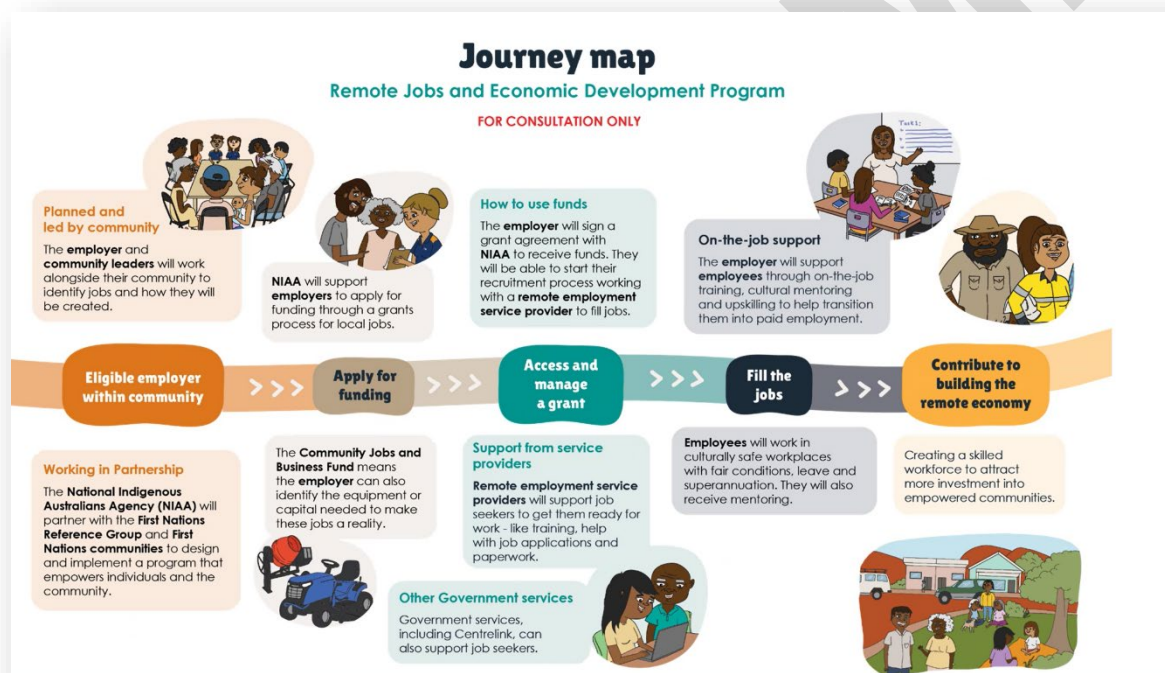 Journey map
Remote Jobs and Economic Development Program
FOR CONSULTATION ONLY
Planned and
led by community
The employer and
community leaders will work
alongside their community to
identify jobs and how they will
be created.
NIAA will support
employers to apply for
funding through a grants
process for local jobs.
How to use funds
The employer will sign a
grant agreement with
NIAA to receive funds. They
will be able to start their
recruitment process working
with a remote employment
service provider to fill jobs.
On-the-job support
The employer will support
employees through on-the-job
training, cultural mentoring
and upskilling to help transition
them into paid employment.
Eligible employer
within community
Apply for
funding
Access and
manage
a grant
Fill the
jobs
Contribute to
building the
remote economy
Working in Partnership
The National Indigenous
Australians Agency (NIAA) will
partner with the First Nations
Reference Group and First
Nations communities to design
and implement a program that
empowers individuals and the
community.
The Community Jobs and
Business Fund means
the employer can also
identify the equipment or
capital needed to make
these jobs a reality.
Support from service
providers
Remote employment service
providers will support job
seekers to get them ready for
work - like training, help
with job applications and
paperwork.
Other Government services
Government services,
including Centrelink, can
also support job seekers.
Employees will work in
culturally safe workplaces
with fair conditions, leave and
superannuation. They will also
receive mentoring.
Creating a skilled
workforce to attract
more investment into
empowered communities.